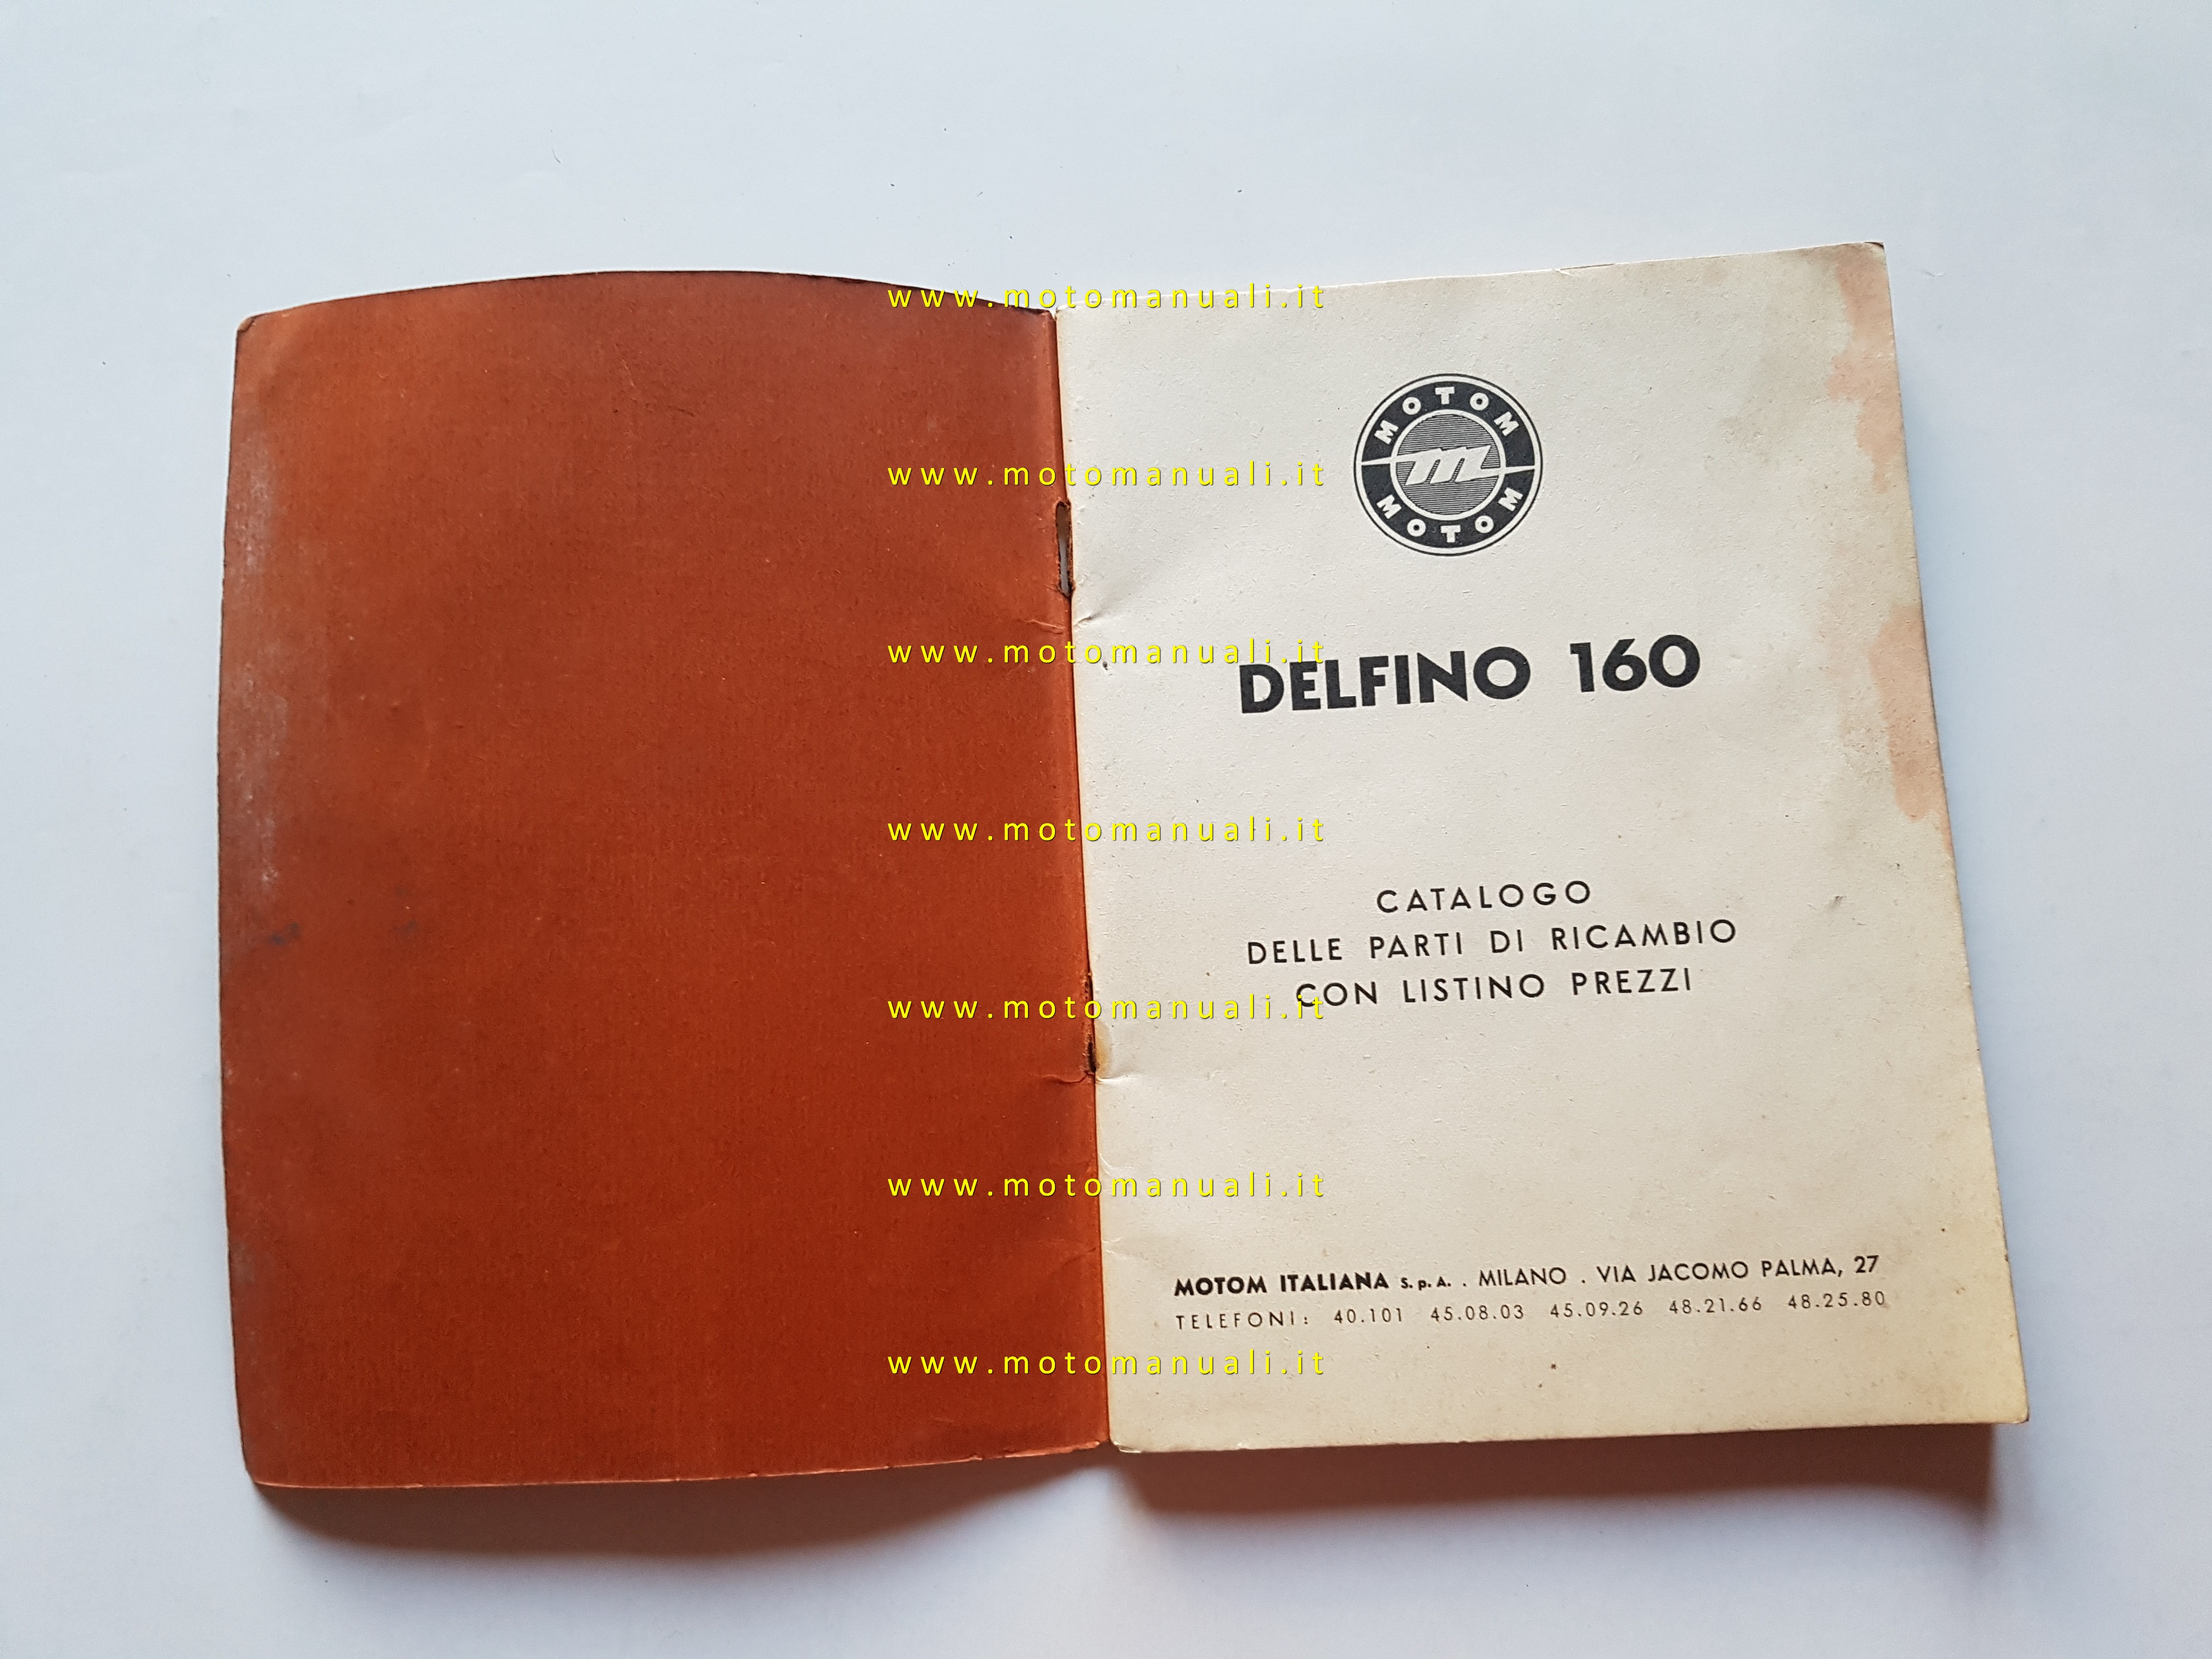 www.motomanuali.it
MOTOM
m
MOTOM
www.motomanuali.it
www.motomanuali.it
DELFINO 160
www.motomanuali.it
CATALOGO
DELLE PARTI DI RICAMBIO
CON LISTINO PREZZI
www.motomanuali.it
www.motomanuali.it
MOTOM ITALIANA S.p.A. . MILANO . VIA JACOMO PALMA, 27
TELEFONI: 40.101 45.08.03 45.09.26 48.21.66 48.25.80
www.motomanuali.it